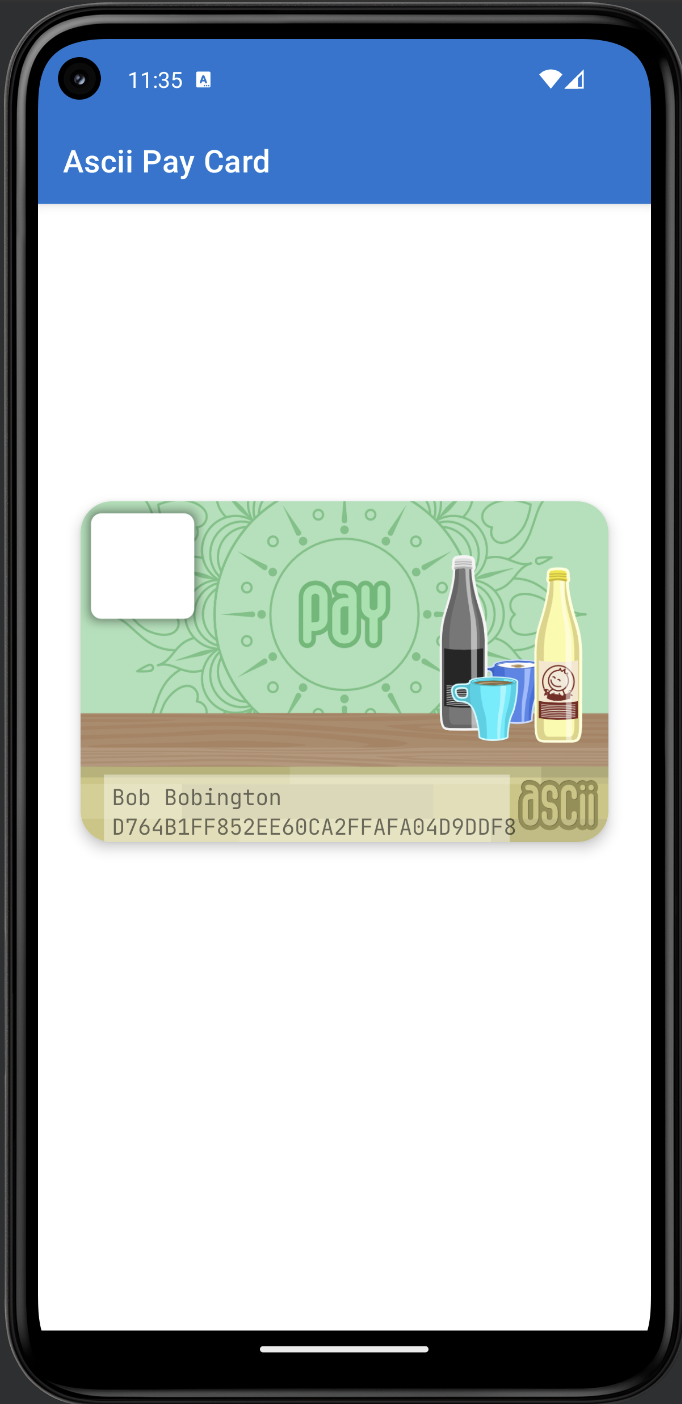 11:35
Ascii Pay Card
PAY
Bob Bobington
D764B1FF852EE60CA2FFAFA04D9DDF8
ascii